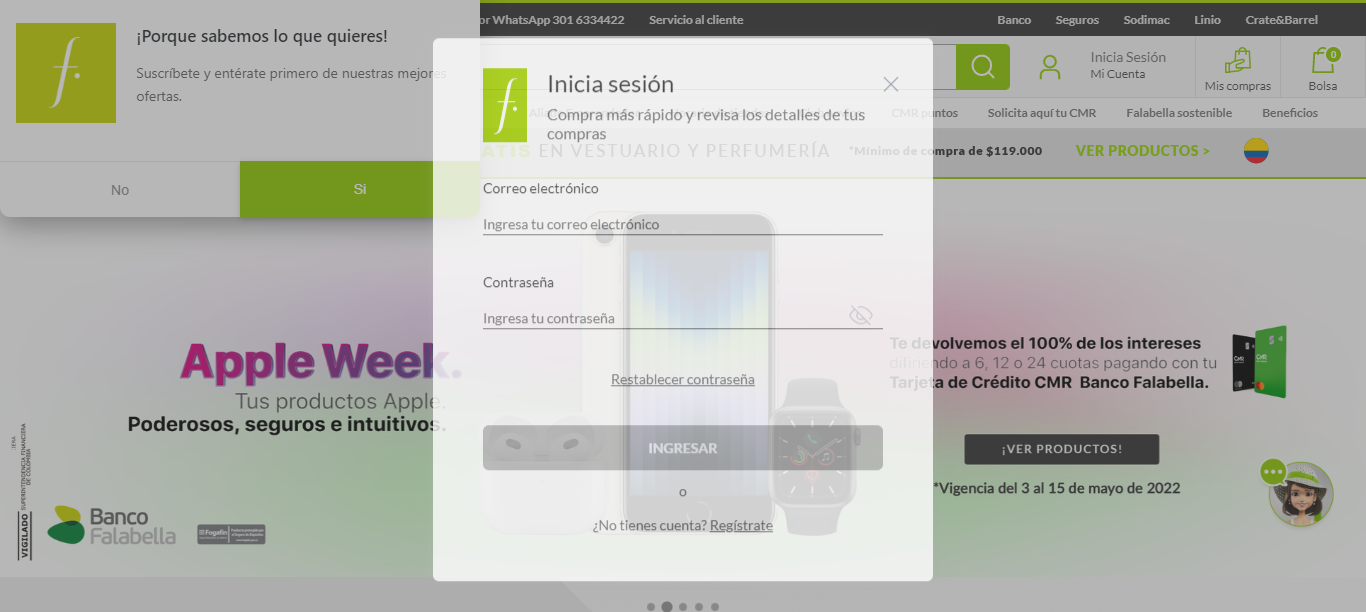 or WhatsApp 301 6334422
Servicio al cliente
Banco
Seguros
Sodimac
Linio
Crate&Barrel
¡Porque sabemos lo que quieres!
Suscríbete y entérate primero de nuestras mejores
ofertas.
No
Si
Inicia Sesión
Mi Cuenta
Mis compras
0
Bolsa
CMR puntos
Solicita aquí tu CMR
Falabella sostenible
Beneficios
ATIS EN VESTUARIO Y PERFUMERÍA
*Mínimo de compra de $119.000
VER PRODUCTOS >
Inicia sesión
Compra más rápido y revisa los detalles de tus
compras
Correo electrónico
Ingresa tu correo electrónico
Contraseña
Ingresa tu contraseña
Restablecer contraseña
INGRESAR
o
¿No tienes cuenta? Regístrate
Apple Week.
Tus productos Apple.
Poderosos, seguros e intuitivos.
VIGILADO
SUPERINTENDENCIA FINANCIERA
DE COLOMBIA
Banco
Falabella
Fogafín
Te devolvemos el 100% de los intereses
difiriendo a 6, 12 o 24 cuotas pagando con tu
Tarjeta de Crédito CMR Banco Falabella.
CMR
CMR
¡VER PRODUCTOS!
*Vigencia del 3 al 15 de mayo de 2022